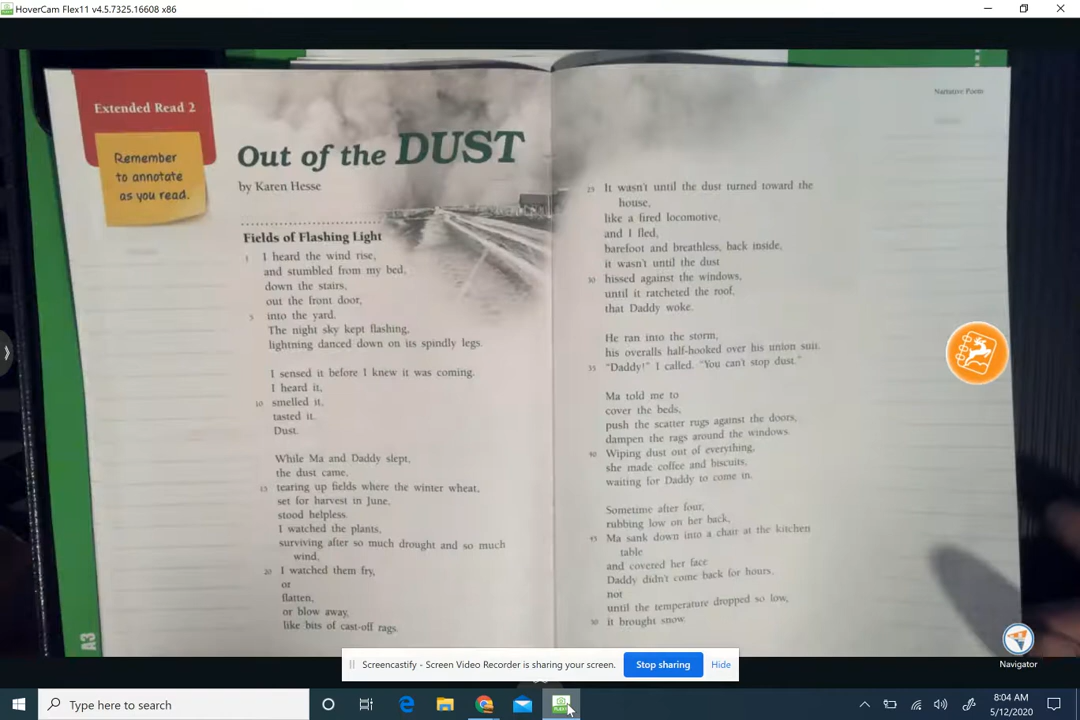 HoverCam Flex11 v4.5.7325.16608 x86
Extended Read 2
Remember
to annotate
as you read.
Out of the DUST
by Karen Hesse
Fields of Flashing Light
1 I heard the wind rise,
and stumbled from my bed,
down the stairs,
out the front door,
5 into the yard.
The night sky kept flashing,
lightning danced down on its spindly legs.
I sensed it before I knew it was coming.
I heard it,
10 smelled it,
tasted it.
Dust.
While Ma and Daddy slept,
the dust came,
15 tearing up fields where the winter wheat,
set for harvest in June,
stood helpless.
I watched the plants,
surviving after so much drought and so much
wind,
20 I watched them fry,
or
flatten,
or blow away,
like bits of cast-off rags.
A3
Narrative Poem
25 It wasn't until the dust turned toward the
house,
like a fired locomotive,
and I fled,
barefoot and breathless, back inside,
it wasn't until the dust
30 hissed against the windows,
until it ratcheted the roof,
that Daddy woke.
He ran into the storm,
his overalls half-hooked over his union suit.
35 "Daddy!" I called. "You can't stop dust."
Ma told me to
cover the beds,
push the scatter rugs against the doors,
dampen the rags around the windows.
40 Wiping dust out of everything,
she made coffee and biscuits,
waiting for Daddy to come in.
Sometime after four,
rubbing low on her back,
45 Ma sank down into a chair at the kitchen
table
and covered her face.
Daddy didn't come back for hours,
not
until the temperature dropped so low,
50 it brought snow.
Navigator
Screencastify - Screen Video Recorder is sharing your screen.
Stop sharing
Hide
Type here to search
8:04 AM
5/12/2020